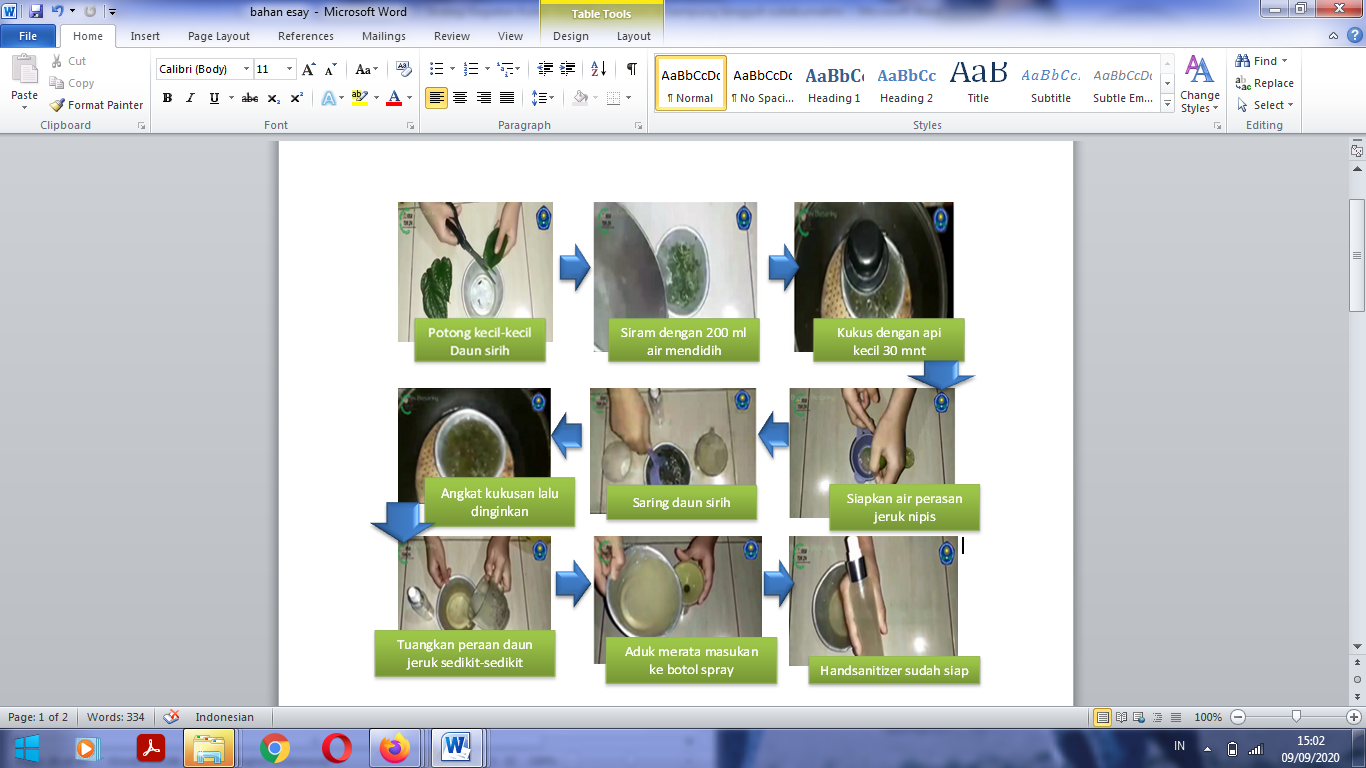 bahan esay - Microsoft Word
Table Tools
File
Home
Insert
Page Layout
References
Mailings
Review
View
Design
Layout
Paste
Cut
Copy
Format Painter
Clipboard
Calibri (Body)
11
Font
Paragraph
AaBbCcDc
¶ Normal
AaBbCcDc
¶ No Spaci...
AaBbC
Heading 1
AaBbCc
Heading 2
AaB
Title
AaBbCc.
Subtitle
AaBbCcDc
Subtle Em...
Change
Styles
Styles
Find
Replace
Select
Editing
Potong kecil-kecil
Daun sirih
Siram dengan 200 ml
air mendidih
Kukus dengan api
kecil 30 mnt
Angkat kukusan lalu
dinginkan
Saring daun sirih
Siapkan air perasan
jeruk nipis
Tuangkan peraan daun
jeruk sedikit-sedikit
Aduk merata masukan
ke botol spray
Handsanitizer sudah siap
Page: 1 of 2
Words: 334
Indonesian
100%
IN
15:02
09/09/2020